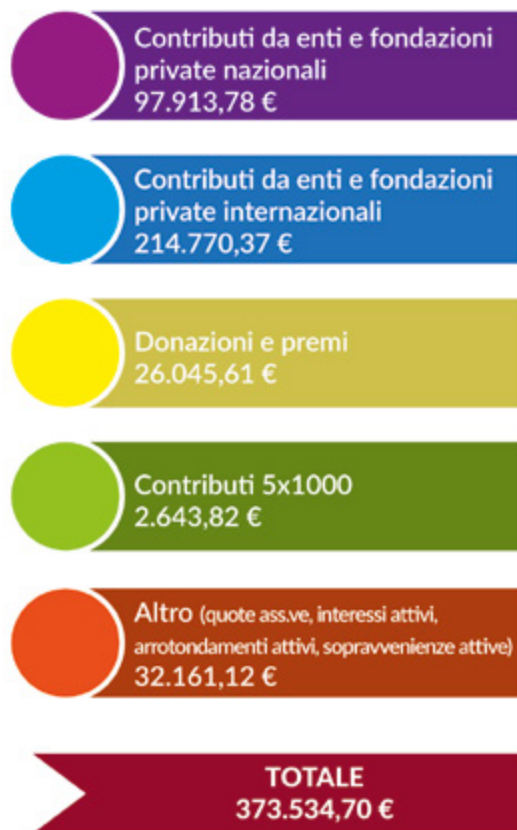 Contributi da enti e fondazioni
private nazionali
97.913,78 €
Contributi da enti e fondazioni
private internazionali
214.770,37 €
Donazioni e premi
26.045,61 €
Contributi 5x1000
2.643,82 €
Altro (quote ass.ve, interessi attivi,
arrotondamenti attivi, sopravvenienze attive)
32.161,12 €
TOTALE
373.534,70 €